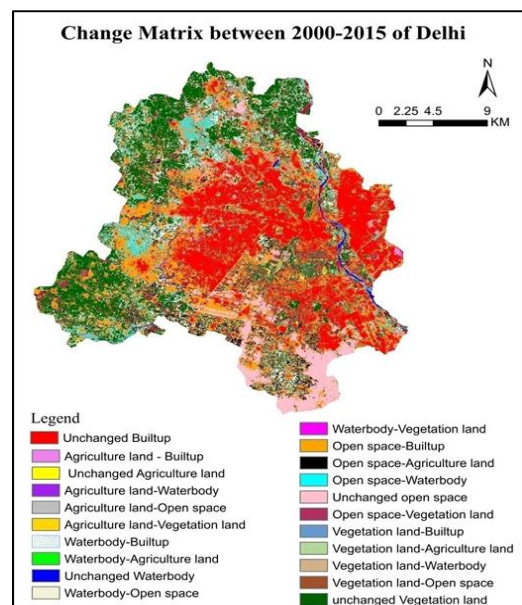 Change Matrix between 2000-2015 of Delhi
N
0 2.25 4.5 9
KM
Legend
Unchanged Builtup
Agriculture land - Builtup
Unchanged Agriculture land
Agriculture land-Waterbody
Agriculture land-Open space
Agriculture land-Vegetation land
Waterbody-Builtup
Waterbody-Agriculture land
Unchanged Waterbody
Waterbody-Open space
Waterbody-Vegetation land
Open space-Builtup
Open space-Agriculture land
Open space-Waterbody
Unchanged open space
Open space-Vegetation land
Vegetation land-Builtup
Vegetation land-Agriculture land
Vegetation land-Waterbody
Vegetation land-Open space
unchanged Vegetation land